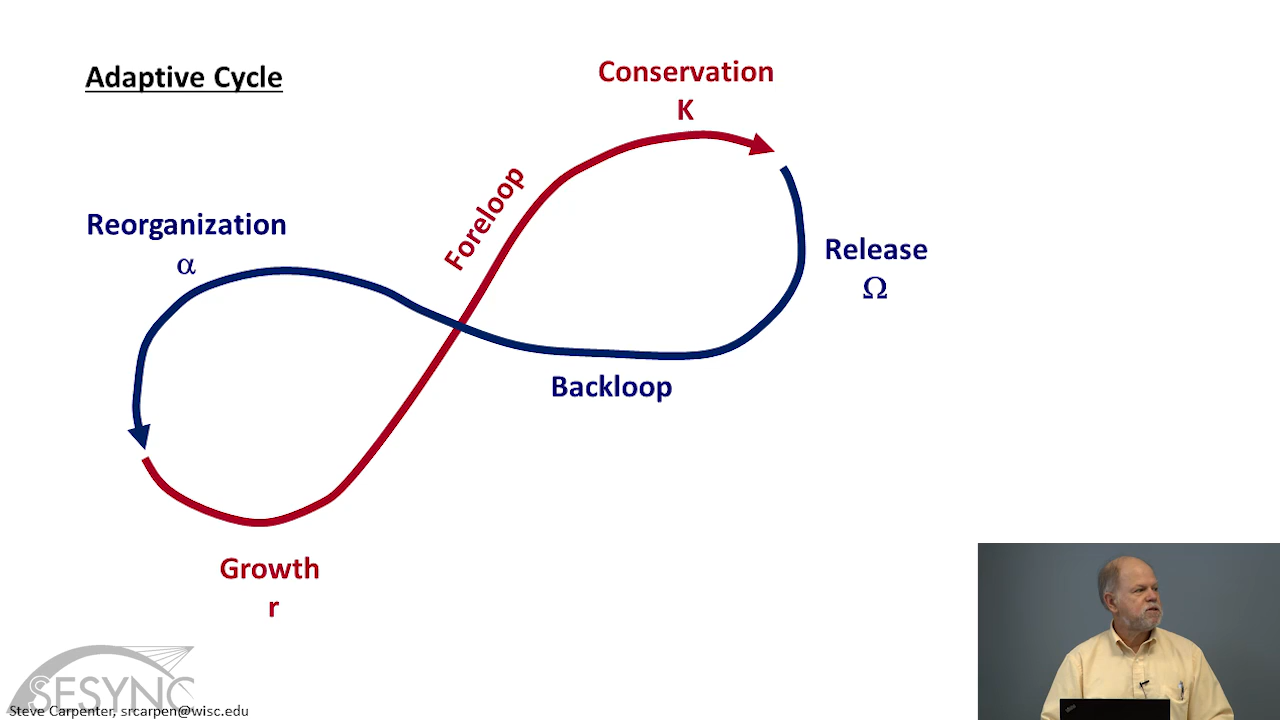 Adaptive Cycle
Conservation
K
Foreloop
Reorganization
α
Release
Ω
Backloop
Growth
r
SESYNC
Steve Carpenter, srcarpen@wisc.edu